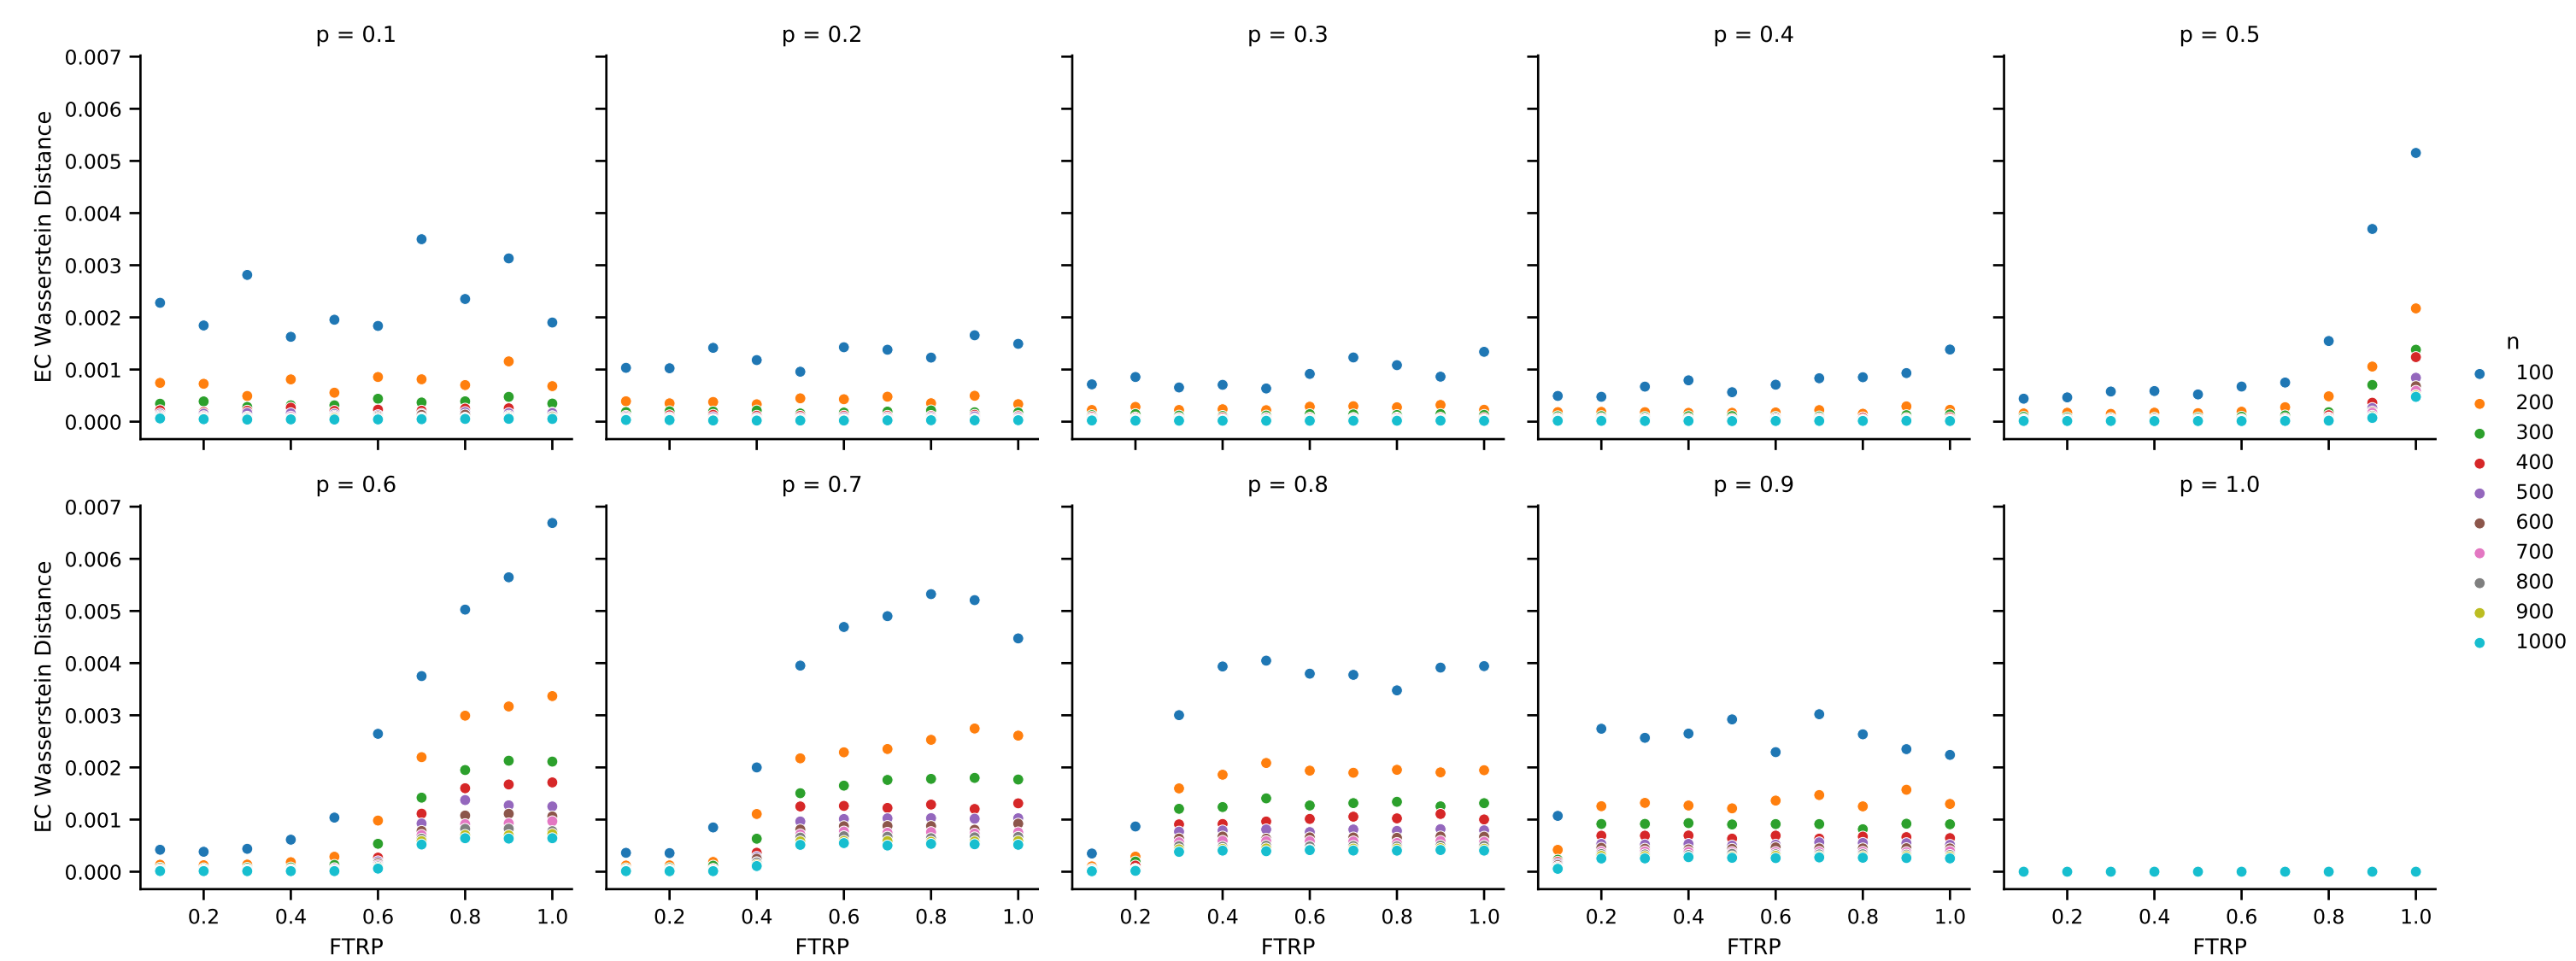 p = 0.1
p = 0.2
p = 0.3
p = 0.4
p = 0.5
EC Wasserstein Distance
0.007
0.006
0.005
0.004
0.003
0.002
0.001
0.000
p = 0.6
p = 0.7
p = 0.8
p = 0.9
p = 1.0
EC Wasserstein Distance
0.007
0.006
0.005
0.004
0.003
0.002
0.001
0.000
0.2 0.4 0.6 0.8 1.0
0.2 0.4 0.6 0.8 1.0
0.2 0.4 0.6 0.8 1.0
0.2 0.4 0.6 0.8 1.0
0.2 0.4 0.6 0.8 1.0
FTRP
FTRP
FTRP
FTRP
FTRP
n
100
200
300
400
500
600
700
800
900
1000